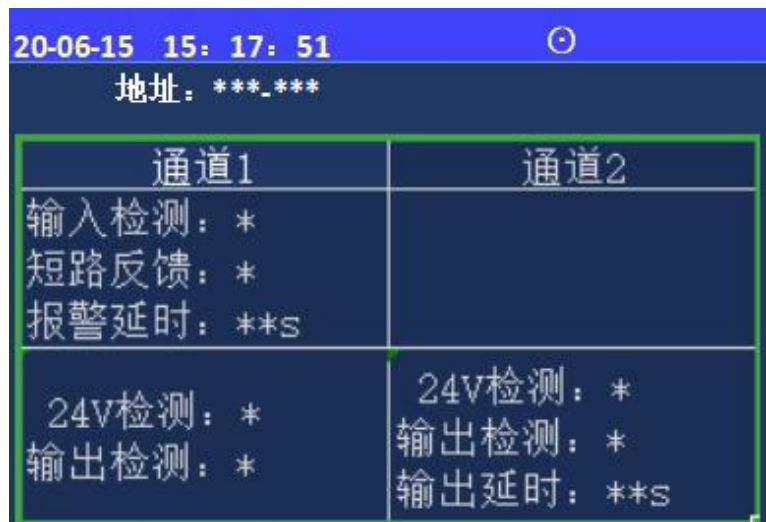 20-06-15 15：17：51
地址：***-***
通道1 通道2
输入检测：*
短路反馈：*
报警延时：**s
24V检测：*
输出检测：*
24V检测：*
输出检测：*
输出延时：**s